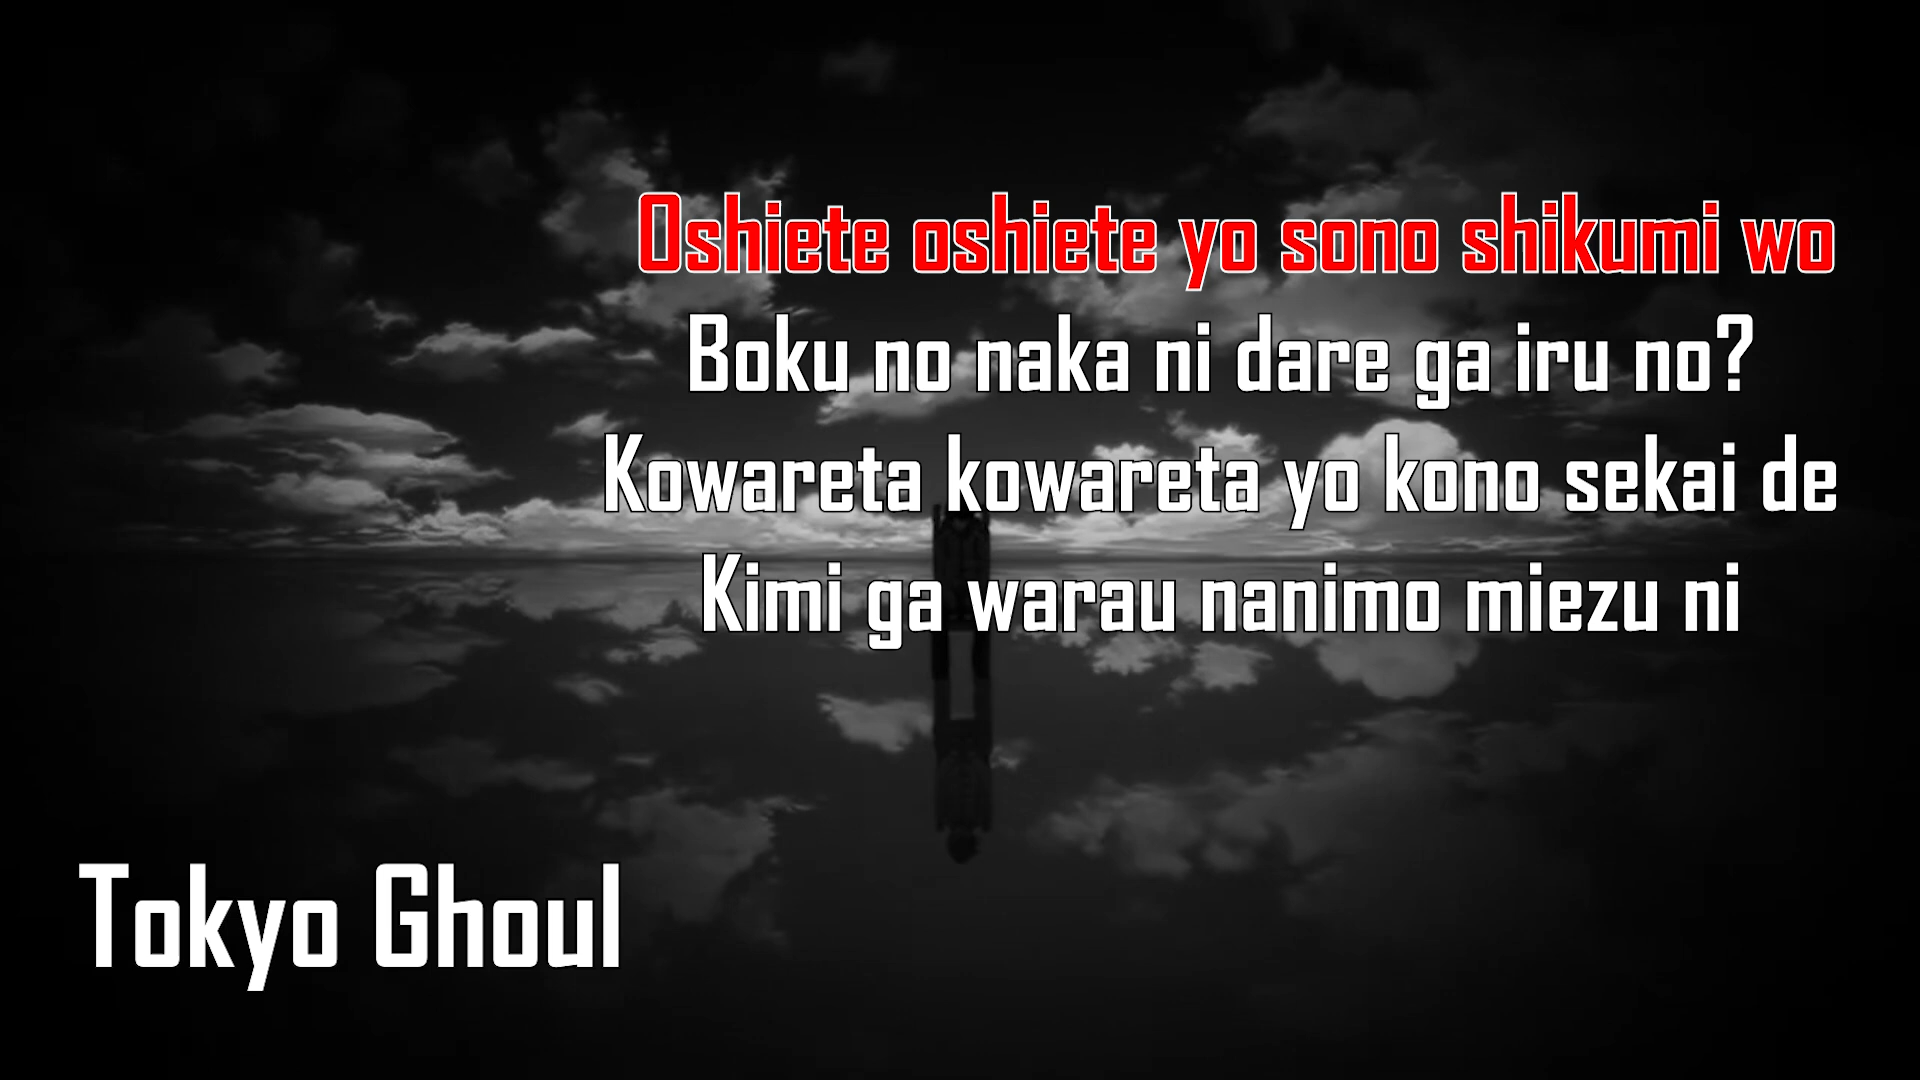 Oshiete oshiete yo sono shikumi wo
Boku no naka ni dare ga iru no?
Kowareta kowareta yo kono sekai de
Kimi ga warau nanimo miezu ni
Tokyo Ghoul